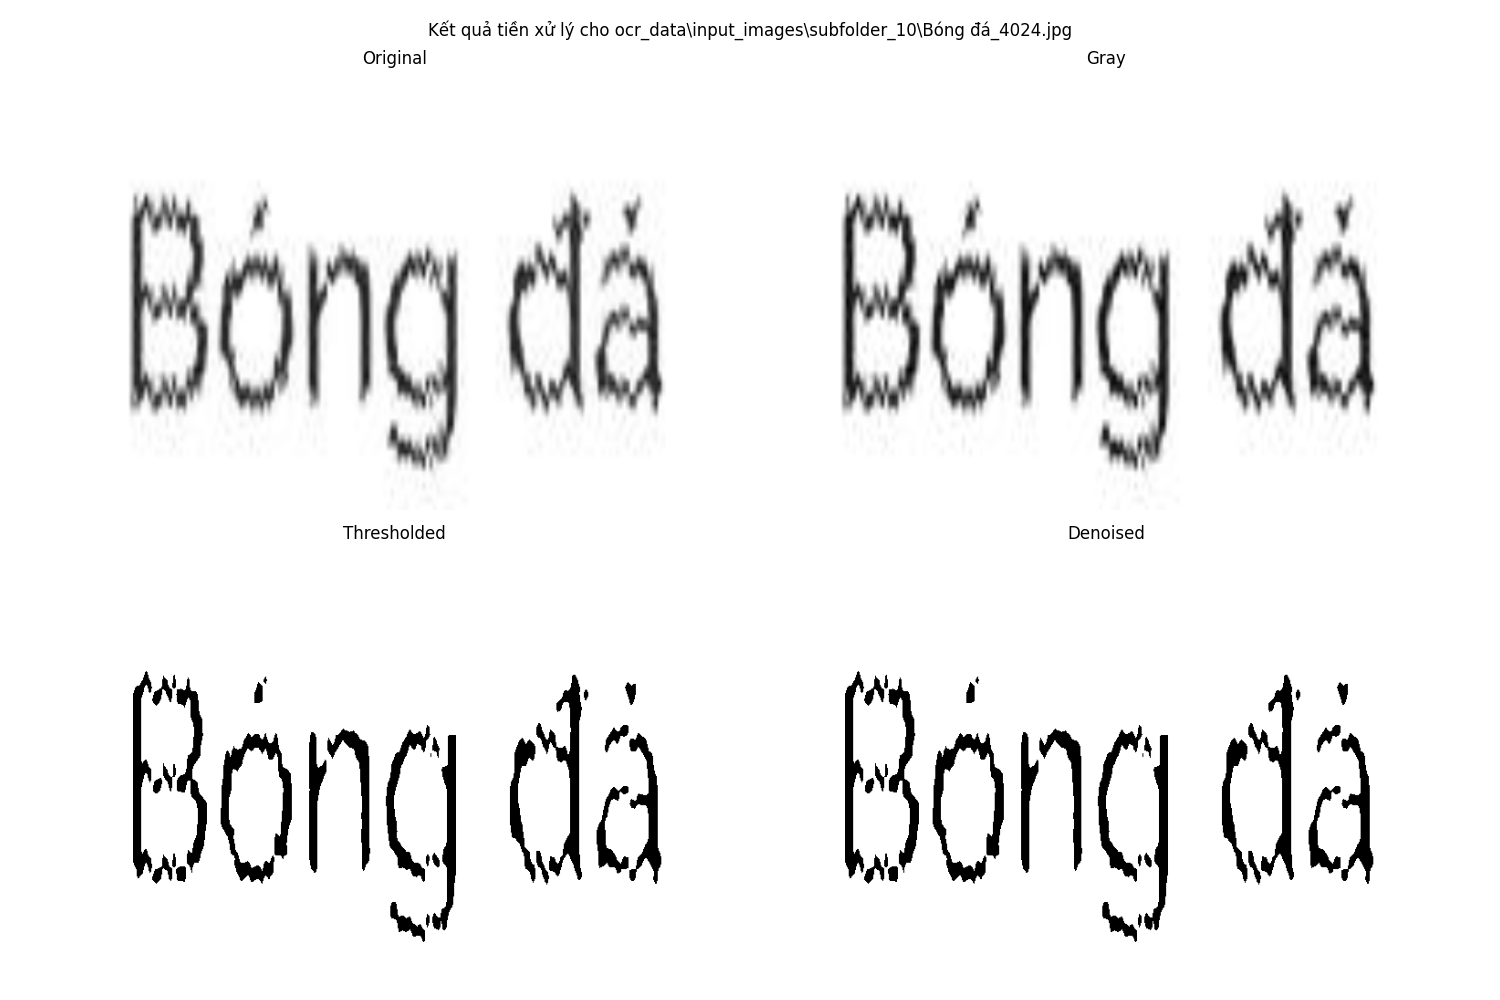 Kết quả tiền xử lý cho ocr_data\input_images\subfolder_10\Bóng đá_4024.jpg
Original
Gray
Bóng đá
Bóng đá
Thresholded
Denoised
Bóng đá
Bóng đá